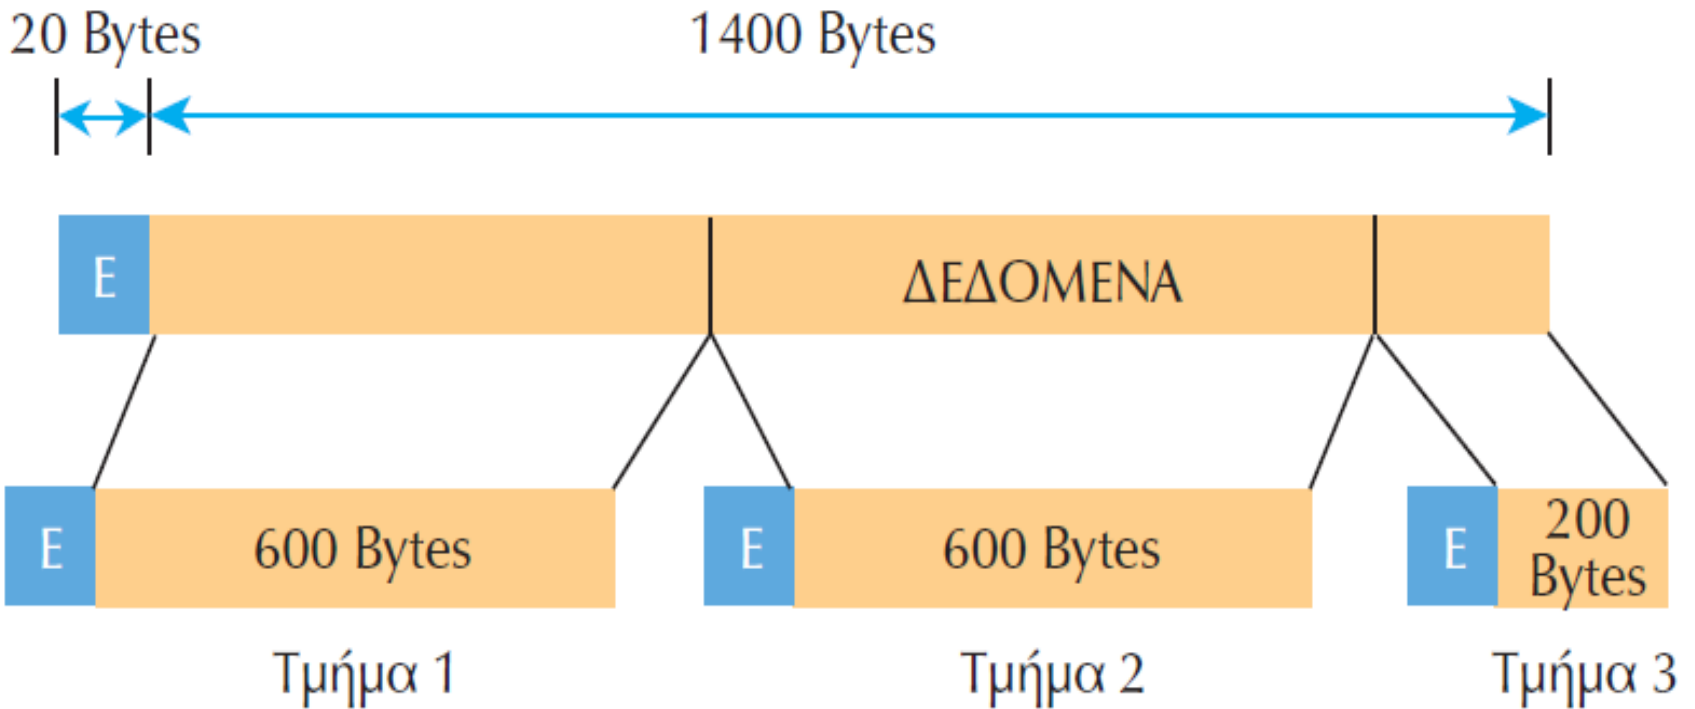 20 Bytes
1400 Bytes
E
ΔΕΔΟΜΕΝΑ
E
600 Bytes
E
600 Bytes
E
200
Bytes
Τμήμα 1
Τμήμα 2
Τμήμα 3